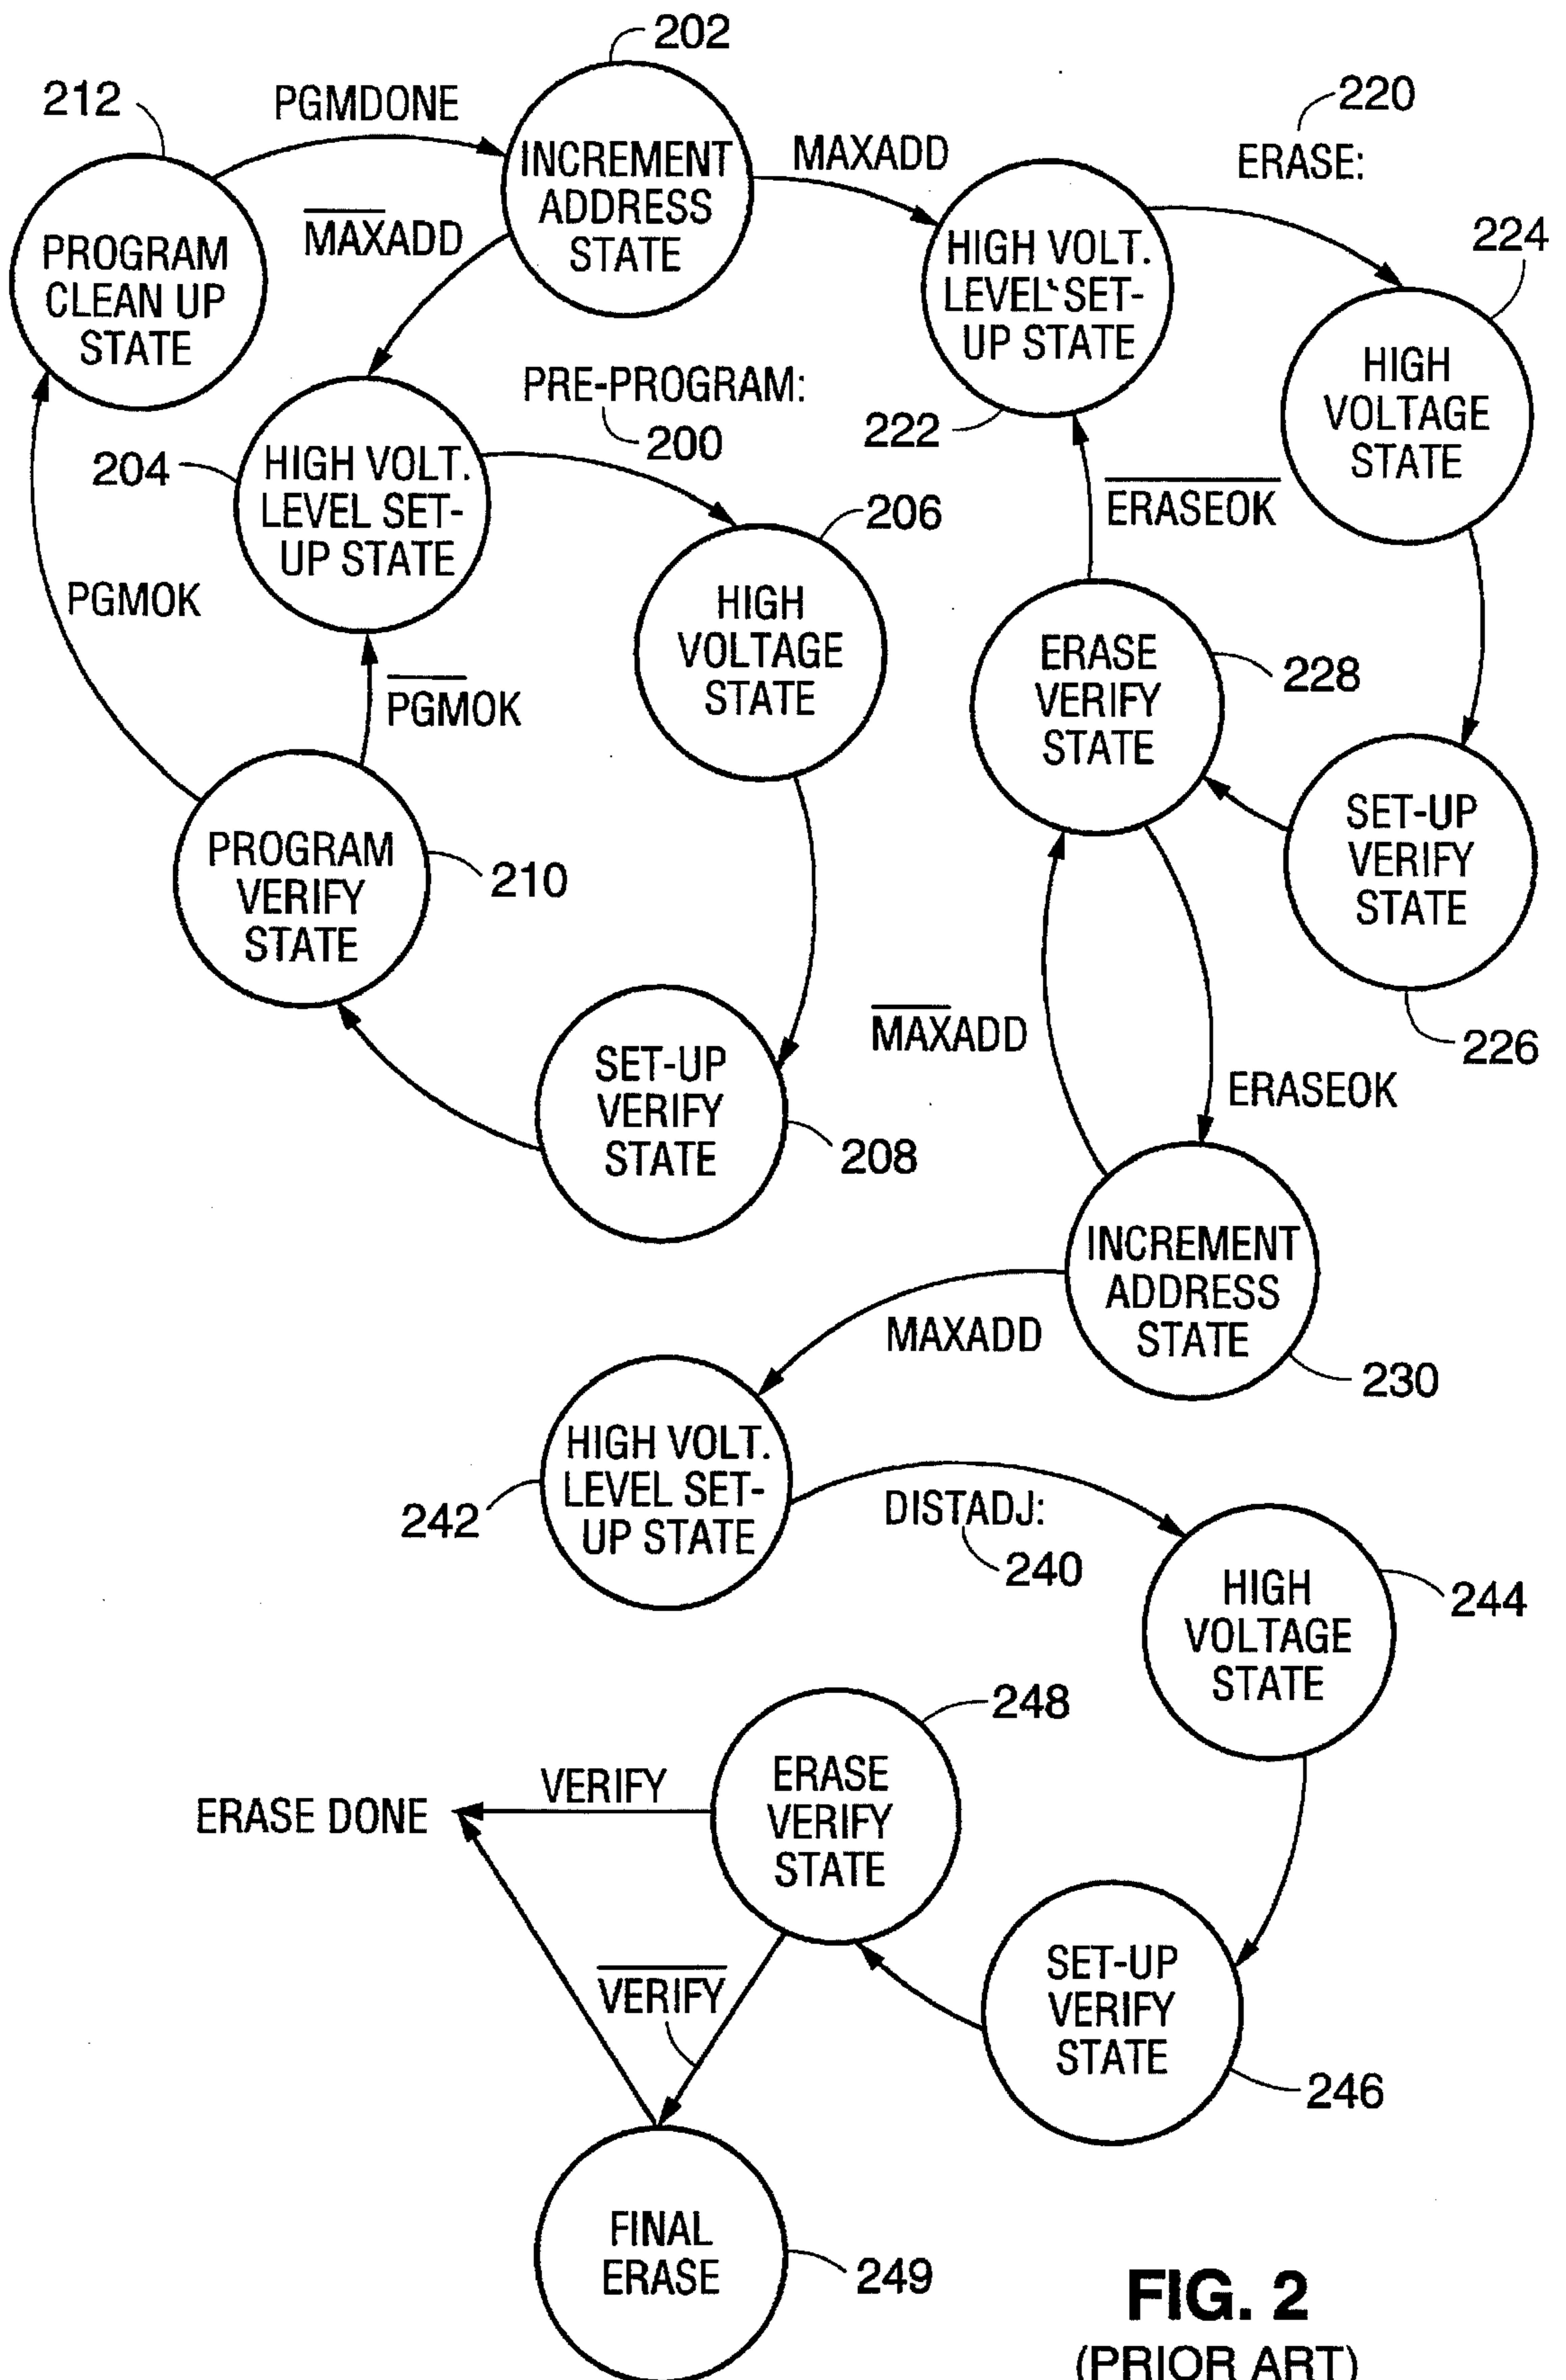 202
212
PGMDONE
220
ERASE:
INCREMENT
ADDRESS
STATE
MAXADD
M̅A̅X̅ADD
PROGRAM
CLEAN UP
STATE
HIGH VOLT.
LEVEL SET-
UP STATE
224
HIGH
VOLTAGE
STATE
PRE-PROGRAM:
200
222
204
HIGH VOLT.
LEVEL SET-
UP STATE
206
E̅R̅A̅S̅E̅O̅K̅
PGMOK
HIGH
VOLTAGE
STATE
ERASE
VERIFY
STATE
228
P̅G̅M̅OK
SET-UP
VERIFY
STATE
PROGRAM
VERIFY
STATE
210
M̅A̅X̅ADD
226
SET-UP
VERIFY
STATE
208
ERASEOK
INCREMENT
ADDRESS
STATE
MAXADD
230
HIGH VOLT.
LEVEL SET-
UP STATE
242
DISTADJ:
240
HIGH
VOLTAGE
STATE
244
248
ERASE
VERIFY
STATE
VERIFY
ERASE DONE
V̅E̅R̅I̅F̅Y̅
SET-UP
VERIFY
STATE
246
FINAL
ERASE
249
FIG. 2
(PRIOR ART)